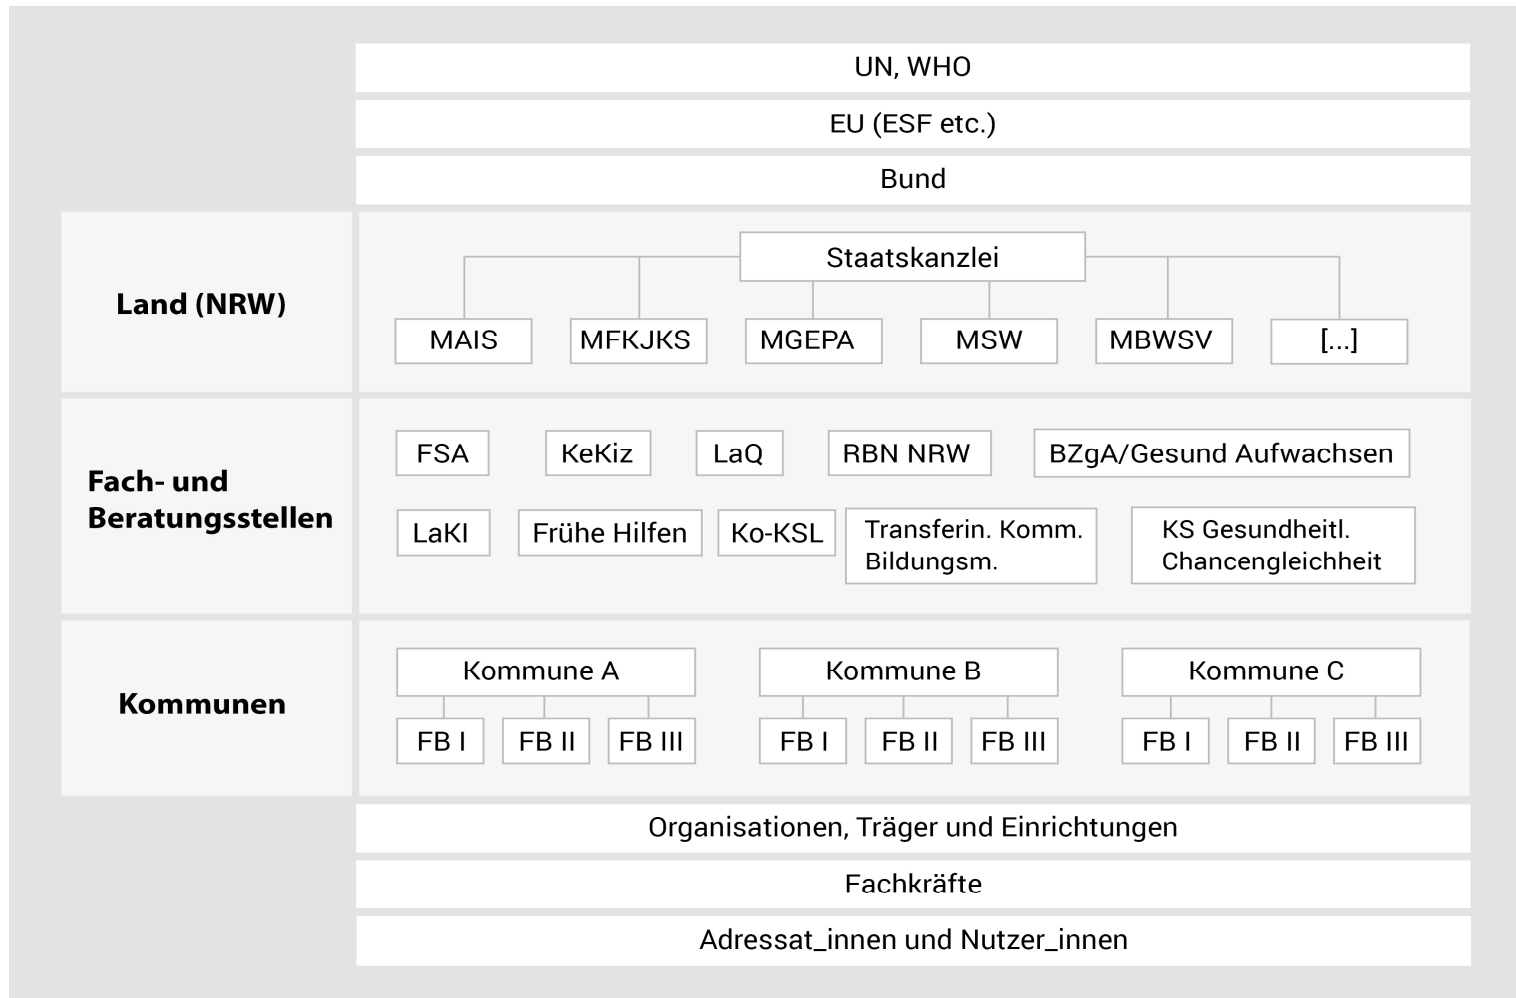 UN, WHO
EU (ESF etc.)
Bund
Land (NRW)
Staatskanzlei
MAIS
MFKJKS
MGEPA
MSW
MBWSV
[...]
Fach- und
Beratungsstellen
FSA
KeKiz
LaQ
RBN NRW
BZgA/Gesund Aufwachsen
LaKI
Frühe Hilfen
Ko-KSL
Transferin. Komm.
Bildungsm.
KS Gesundheitl.
Chancengleichheit
Kommunen
Kommune A
FB I
FB II
FB III
Kommune B
FB I
FB II
FB III
Kommune C
FB I
FB II
FB III
Organisationen, Träger und Einrichtungen
Fachkräfte
Adressat_innen und Nutzer_innen